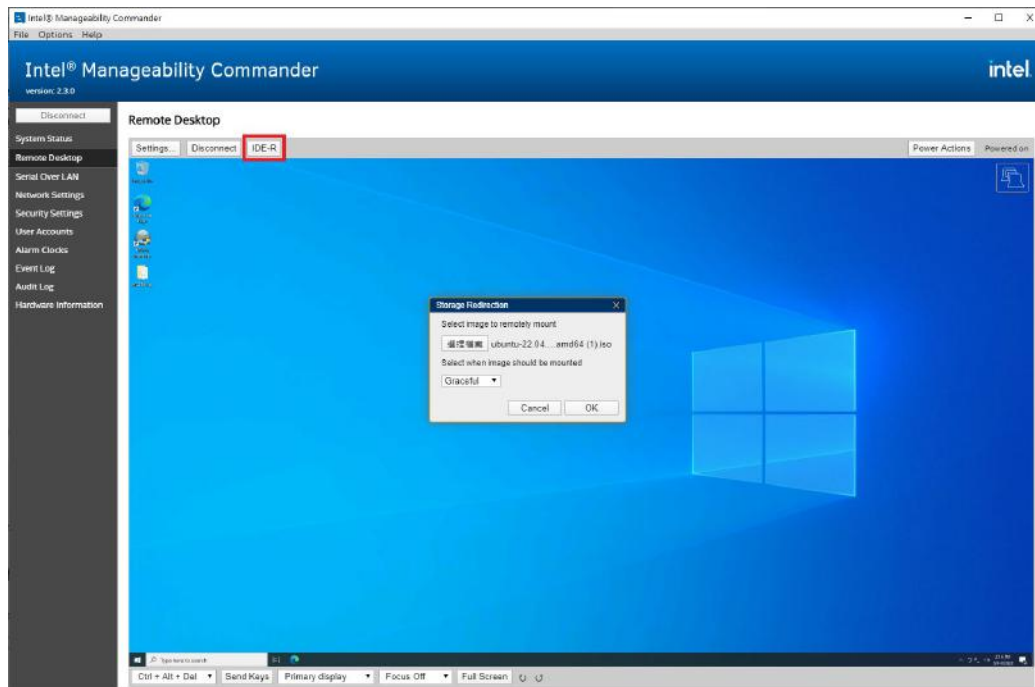 Intel® Manageability Commander
File Options Help
Intel® Manageability Commander
version: 2.3.0
intel.
Disconnect
System Status
Remote Desktop
Serial Over LAN
Network Settings
Security Settings
User Accounts
Alarm Clocks
Event Log
Audit Log
Hardware Information
Remote Desktop
Settings... Disconnect IDE-R Power Actions Powered on
Storage Redirection X
Select image to remotely mount
選擇檔案 ubuntu-22.04....amd64 (1).iso
Select when image should be mounted
Graceful
Cancel OK
Type here to search
Ctrl + Alt + Del Send Keys Primary display Focus Off Full Screen